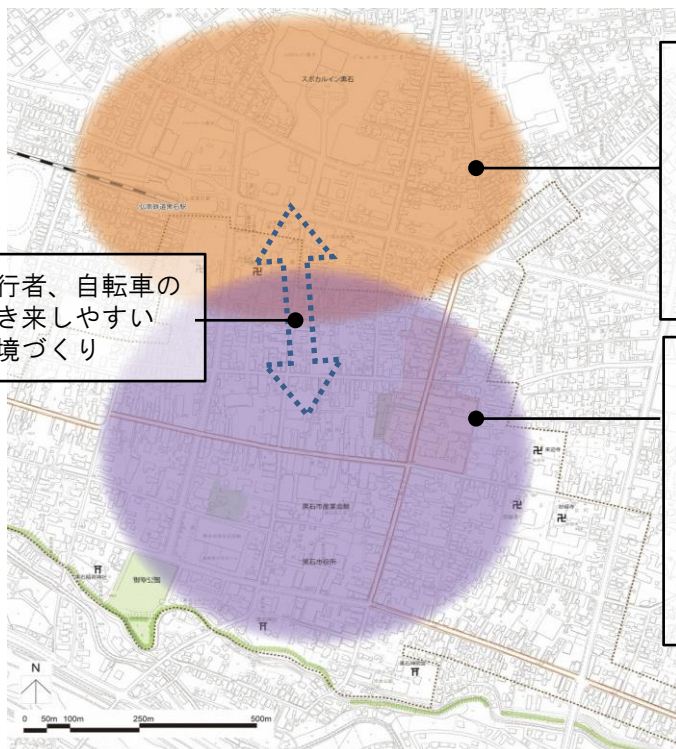 スポカルイン黒石
弘南鉄道黒石駅
行者、自転車の
き来しやすい
境づくり
黒石市産業会館
黒石市役所
御幸公園
N
0 50m 100m 250m 500m